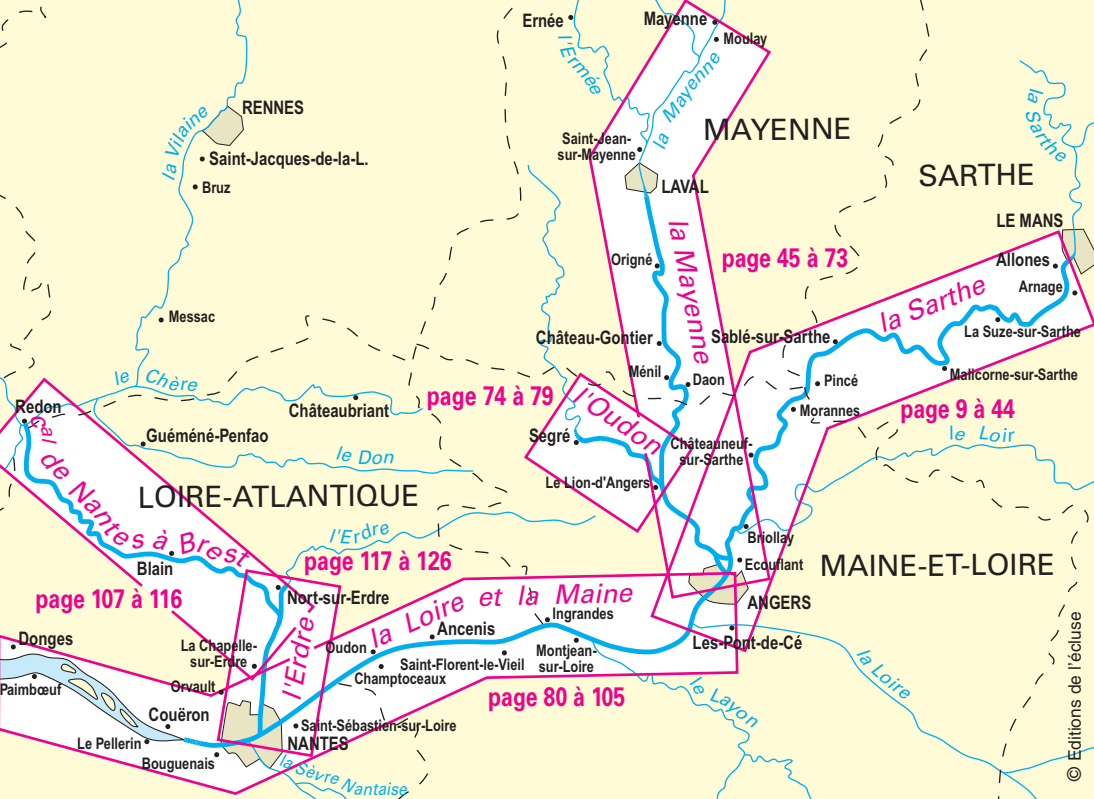 Ernée
Mayenne
Moulay
l'Ermée
la Mayenne
la Sarthe
RENNES
la Vilaine
MAYENNE
Saint-Jean-
sur-Mayenne
Saint-Jacques-de-la-L.
Bruz
SARTHE
LAVAL
LE MANS
la Mayenne
Origné
page 45 à 73
Allones
Arnage
la Sarthe
Messac
La Suze-sur-Sarthe
Château-Gontier
Sablé-sur-Sarthe
le Chère
Ménil
Daon
Pincé
Malicorne-sur-Sarthe
page 74 à 79
l'Oudon
Redon
Châteaubriant
Morannes
page 9 à 44
cal de Nantes à Brest
Guéméné-Penfao
Segré
Châteauneuf-
sur-Sarthe
le Loir
le Don
Le Lion-d'Angers
LOIRE-ATLANTIQUE
l'Erdre
Briollay
page 117 à 126
Blain
Ecouflant
MAINE-ET-LOIRE
page 107 à 116
Nort-sur-Erdre
la Loire et la Maine
ANGERS
Ingrandes
Ancenis
Donges
La Chapelle-
sur-Erdre
l'Erdre
Oudon
Les-Pont-de-Cé
Saint-Florent-le-Vieil
Montjean-
sur-Loire
Champtoceaux
la Loire
Paimbœuf
Orvault
page 80 à 105
le Layon
Couëron
Saint-Sébastien-sur-Loire
Le Pellerin
NANTES
Bouguenais
la Sèvre Nantaise
© Editions de l'écluse